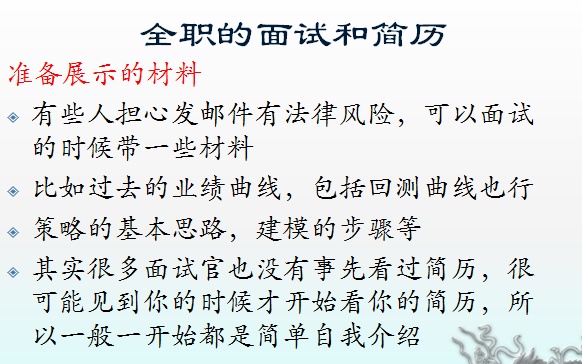 全职的面试和简历
准备展示的材料
有些人担心发邮件有法律风险，可以面试
的时候带一些材料
比如过去的业绩曲线，包括回测曲线也行
策略的基本思路，建模的步骤等
其实很多面试官也没有事先看过简历，很
可能见到你的时候才开始看你的简历，所
以一般一开始都是简单自我介绍